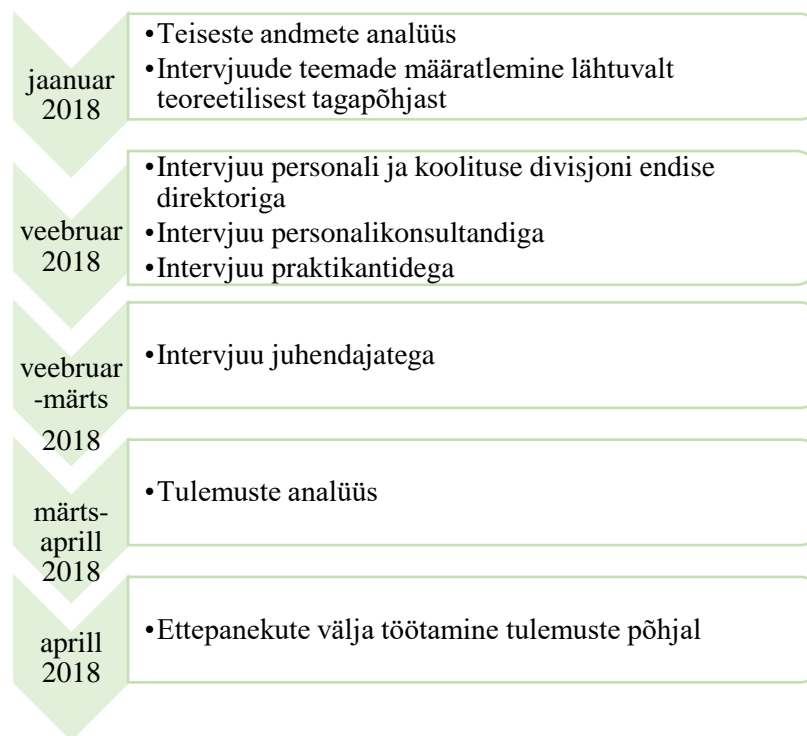 jaanuar
2018
•Teiseste andmete analüüs
•Intervjuude teemade määratlemine lähtuvalt
teoreetilisest tagapõhjast
veebruar
2018
•Intervjuu personali ja koolituse divisjoni endise
direktoriga
•Intervjuu personalikonsultandiga
•Intervjuu praktikantidega
veebruar
-märts
2018
•Intervjuu juhendajatega
märts-
aprill
2018
•Tulemuste analüüs
aprill
2018
•Ettepanekute välja töötamine tulemuste põhjal